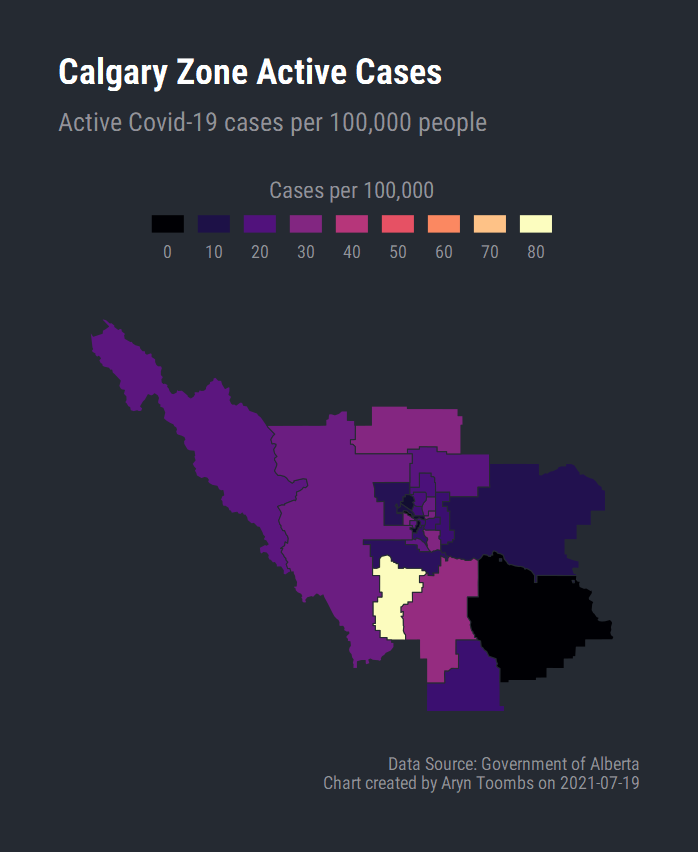 Calgary Zone Active Cases
Active Covid-19 cases per 100,000 people
Cases per 100,000
0 10 20 30 40 50 60 70 80
Data Source: Government of Alberta
Chart created by Aryn Toombs on 2021-07-19